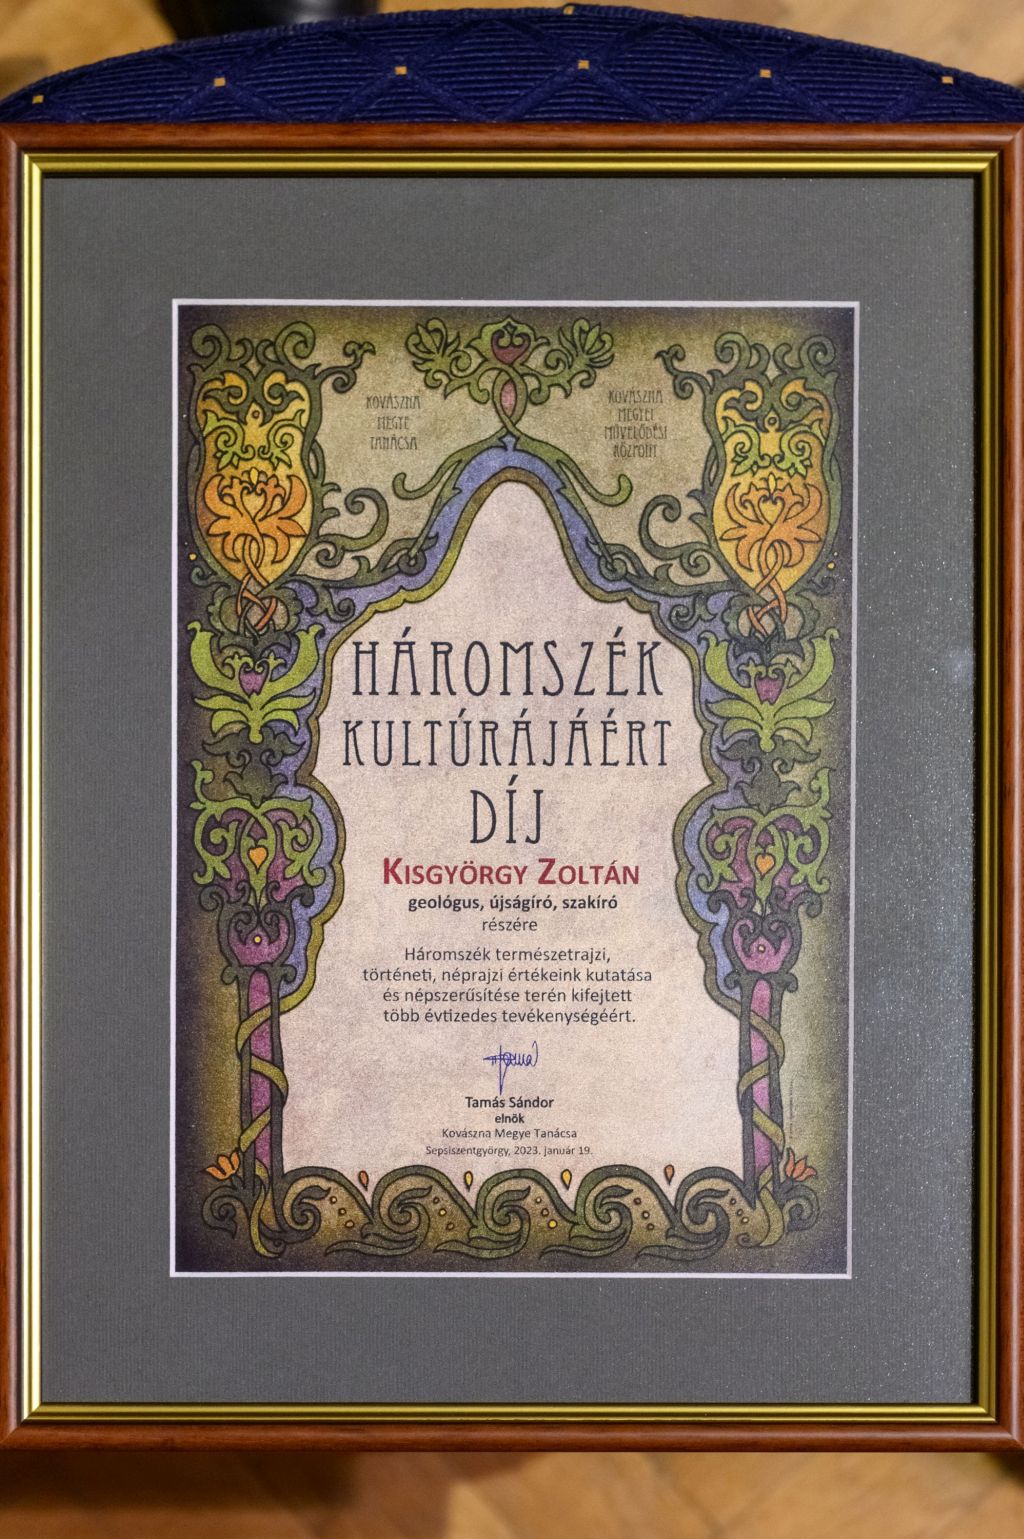 KOVÁSZNA
MEGYE
TANÁCSA
KOVÁSZNA
MEGYEI
MŰVELŐDÉSI
KÖZPONT
HÁROMSZÉK
KULTÚRÁJÁÉRT
DÍJ
KISGYÖRGY ZOLTÁN
geológus, újságíró, szakíró
részére
Háromszék természetrajzi,
történeti, néprajzi értékeink kutatása
és népszerűsítése terén kifejtett
több évtizedes tevékenységéért.
Tamás Sándor
elnök
Kovászna Megye Tanácsa
Sepsiszentgyörgy, 2023. január 19.